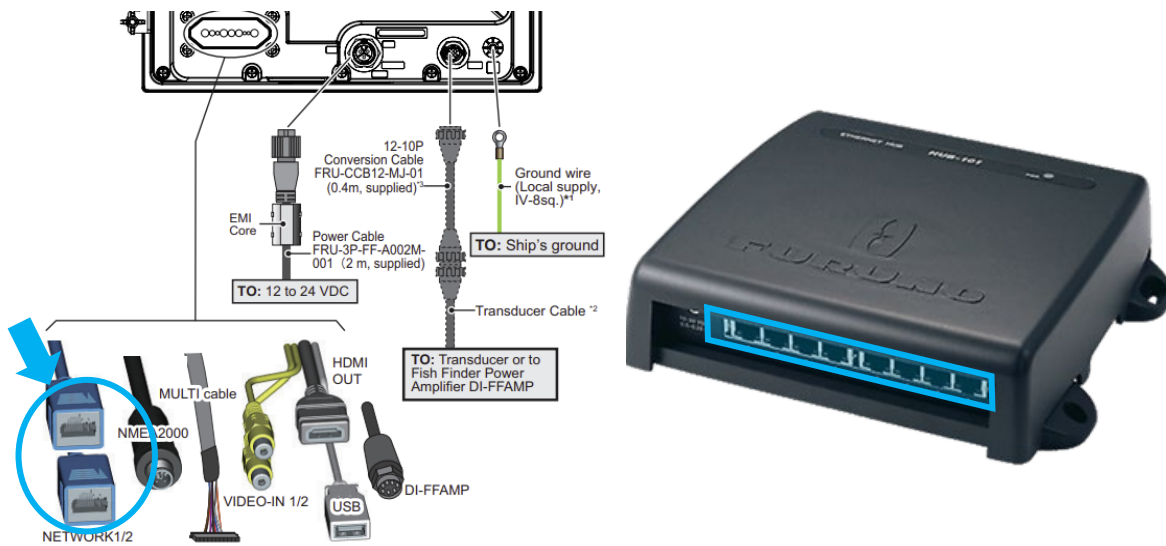 12-10P
Conversion Cable
FRU-CCB12-MJ-01
(0.4m, supplied)*3
Ground wire
(Local supply,
IV-8sq.)*1
EMI
Core
Power Cable
FRU-3P-FF-A002M-
001 (2 m, supplied)
TO: Ship's ground
TO: 12 to 24 VDC
Transducer Cable *2
TO: Transducer or to
Fish Finder Power
Amplifier DI-FFAMP
HDMI
OUT
MULTI cable
NMEA2000
VIDEO-IN 1/2
USB
DI-FFAMP
NETWORK1/2
ETHERNET HUB
HUB-101
FURUNO